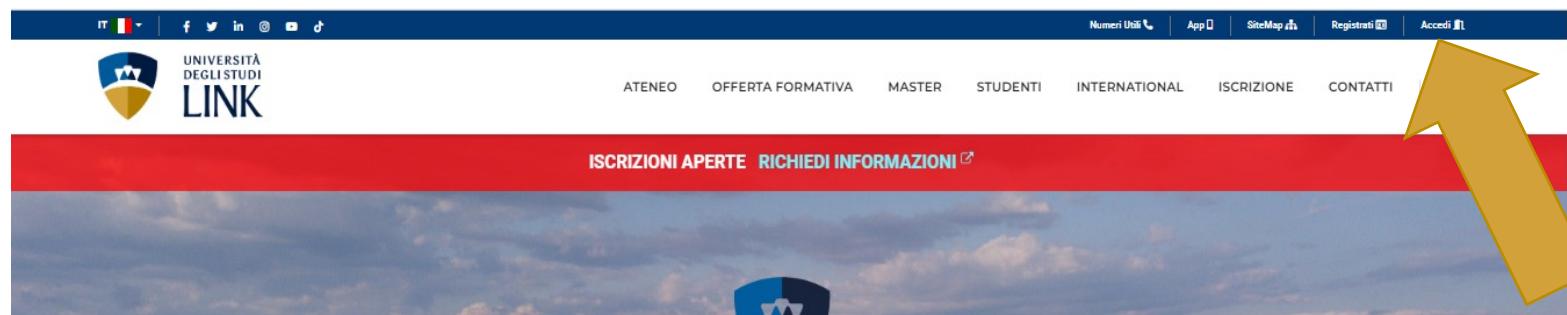 IT
Numeri Utili
App
SiteMap
Registrati
Accedi
UNIVERSITÀ
DEGLI STUDI
LINK
ATENEO OFFERTA FORMATIVA MASTER STUDENTI INTERNATIONAL ISCRIZIONE CONTATTI
ISCRIZIONI APERTE RICHIEDI INFORMAZIONI